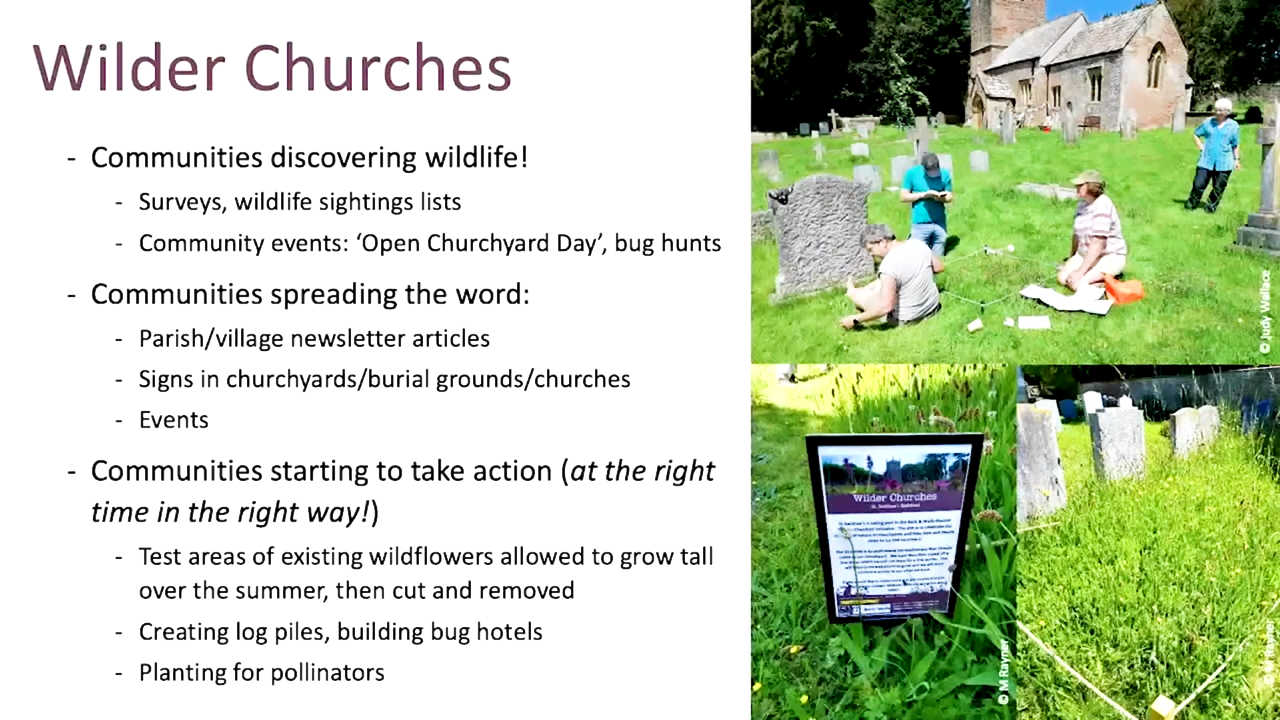 Wilder Churches
- Communities discovering wildlife!
- Surveys, wildlife sightings lists
- Community events: ‘Open Churchyard Day’, bug hunts
- Communities spreading the word:
- Parish/village newsletter articles
- Signs in churchyards/burial grounds/churches
- Events
- Communities starting to take action (at the right
time in the right way!)
- Test areas of existing wildflowers allowed to grow tall
over the summer, then cut and removed
- Creating log piles, building bug hotels
- Planting for pollinators
© Judy Wallace
Wilder Churches
© M Rayner